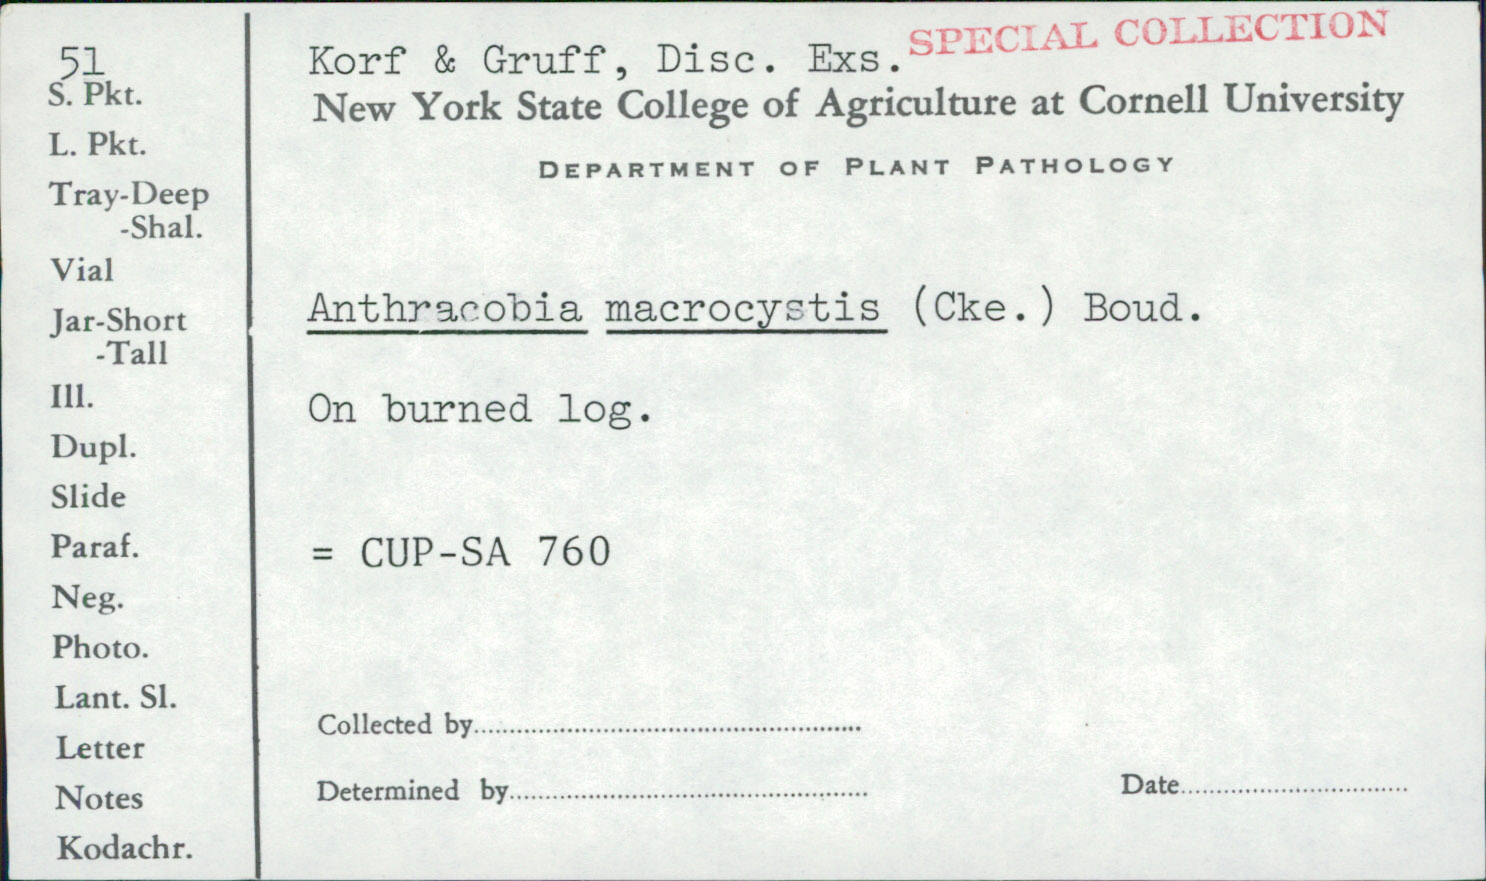 51
S. Pkt.
L. Pkt.
Tray-Deep
-Shal.
Vial
Jar-Short
-Tall
Ill.
Dupl.
Slide
Paraf.
Neg.
Photo.
Lant. Sl.
Letter
Notes
Kodachr.
Korf & Gruff, Disc. Exs. SPECIAL COLLECTION
New York State College of Agriculture at Cornell University
DEPARTMENT OF PLANT PATHOLOGY
Anthracobia macrocystis (Cke.) Boud.
On burned log.
= CUP-SA 760
Collected by
Determined by Date